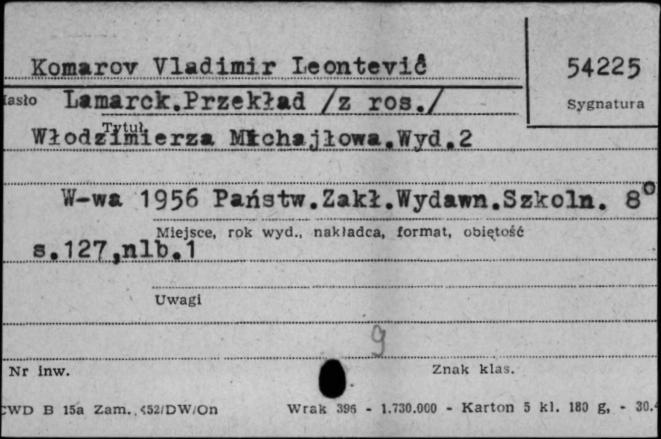 Komarov Vladimir Leontevič
54225
Hasło
Lamarck.Przekład /z ros./
Sygnatura
Tytuł
Włodzimierza Michajłowa.Wyd.2
W-wa 1956 Państw.Zakł.Wydawn.Szkoln. 8°
Miejsce, rok wyd., nakładca, format, objętość
s.127,nlb.1
Uwagi
9
Nr inw.
Znak klas.
CWD B 15a Zam. 52/DW/On Wrak 396 - 1.730.000 - Karton 5 kl. 180 g, - 30.